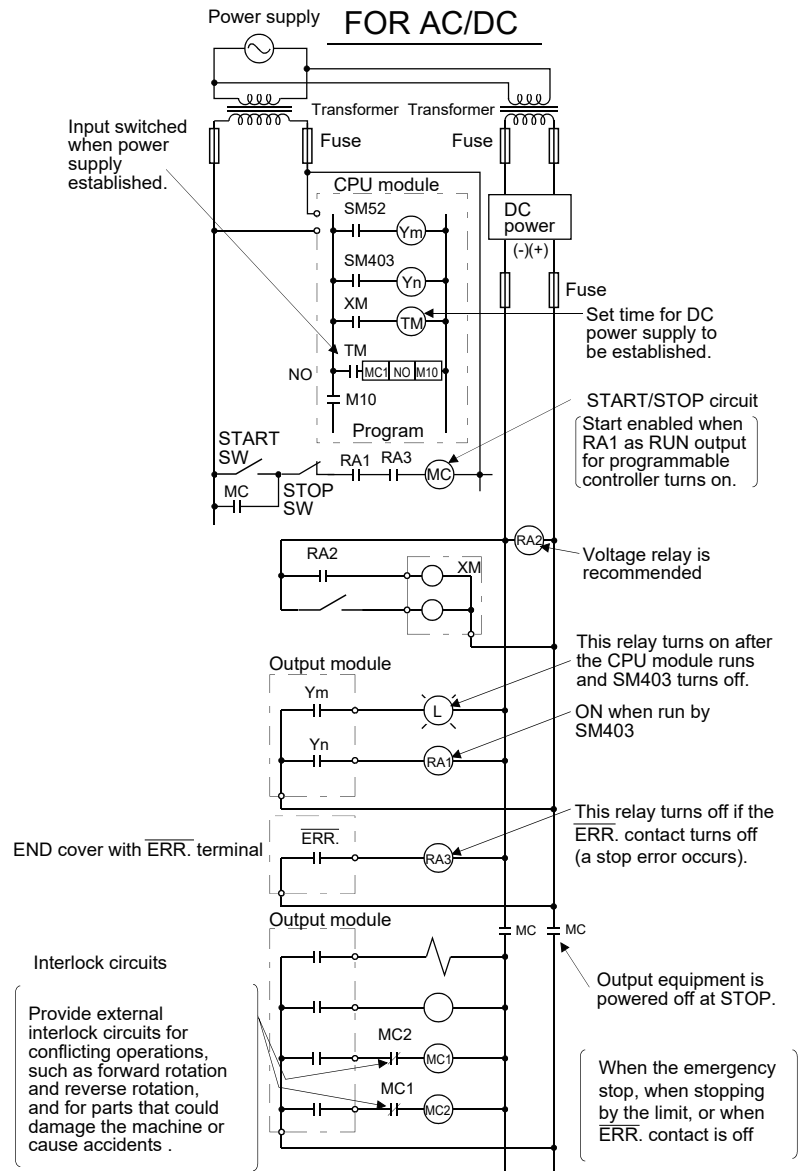 Power supply
FOR AC/DC
Transformer
Transformer
Input switched
when power
supply
established.
Fuse
Fuse
CPU module
SM52
Ym
DC
power
(-)(+)
SM403
Yn
Fuse
XM
TM
Set time for DC
power supply to
be established.
TM
NO
MC1 NO M10
M10
START/STOP circuit
Start enabled when
RA1 as RUN output
for programmable
controller turns on.
Program
START
SW
RA1
RA3
MC
MC
STOP
SW
RA2
Voltage relay is
recommended
RA2
XM
This relay turns on after
the CPU module runs
and SM403 turns off.
Output module
Ym
L
ON when run by
SM403
Yn
RA1
This relay turns off if the
ERR. contact turns off
(a stop error occurs).
END cover with ERR. terminal
ERR.
RA3
Output module
MC
MC
Interlock circuits
Output equipment is
powered off at STOP.
Provide external
interlock circuits for
conflicting operations,
such as forward rotation
and reverse rotation,
and for parts that could
damage the machine or
cause accidents .
MC2
MC1
MC1
MC2
When the emergency
stop, when stopping
by the limit, or when
ERR. contact is off